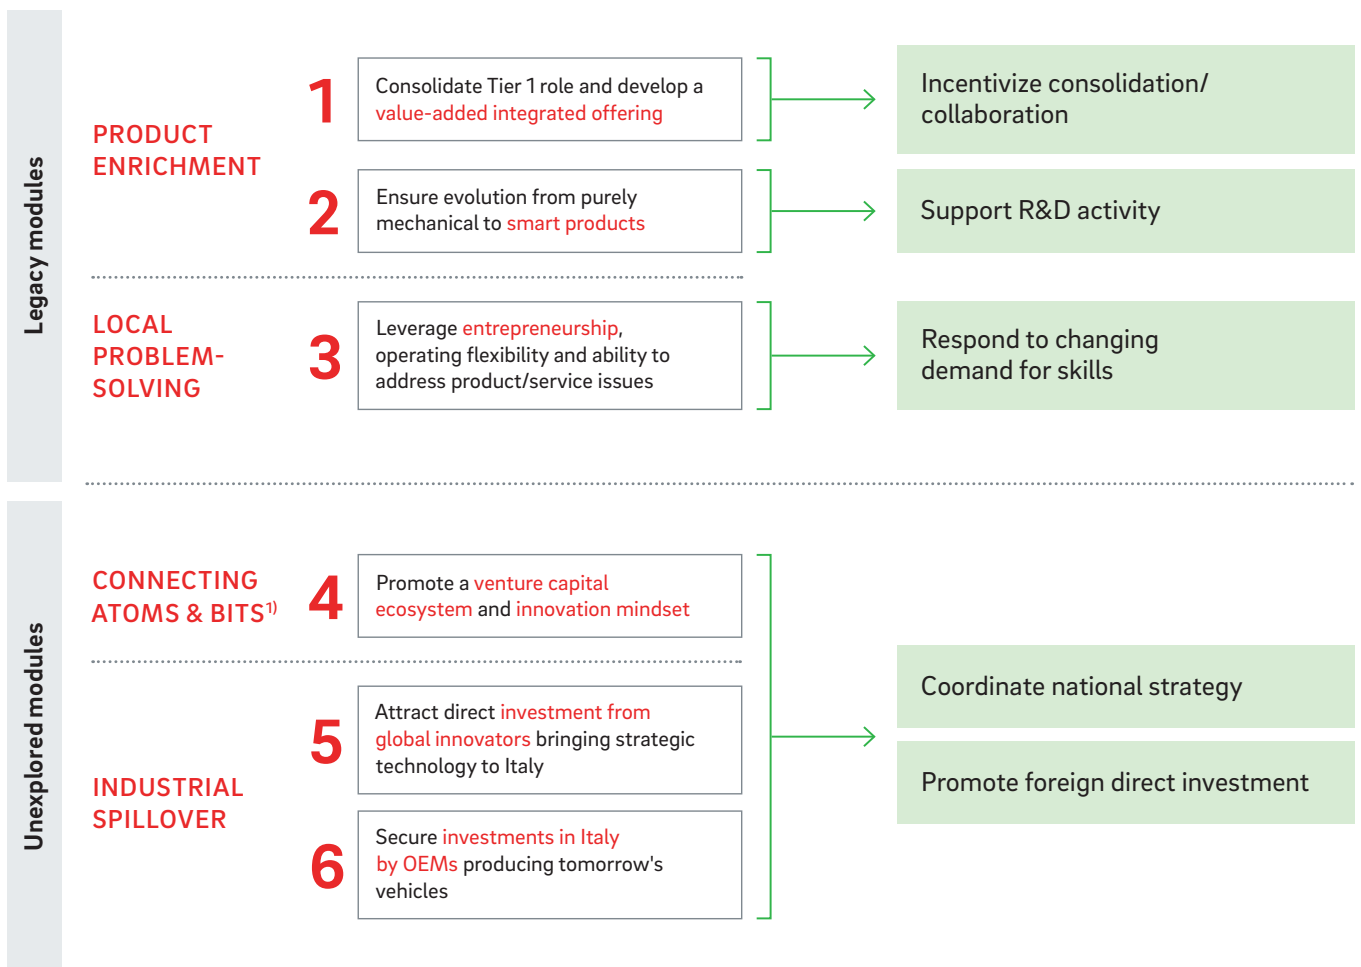 Legacy modules
PRODUCT
ENRICHMENT
1
Consolidate Tier 1 role and develop a
value-added integrated offering
Incentivize consolidation/
collaboration
2
Ensure evolution from purely
mechanical to smart products
Support R&D activity
LOCAL
PROBLEM-
SOLVING
3
Leverage entrepreneurship,
operating flexibility and ability to
address product/service issues
Respond to changing
demand for skills
Unexplored modules
CONNECTING
ATOMS & BITS1)
4
Promote a venture capital
ecosystem and innovation mindset
INDUSTRIAL
SPILLOVER
5
Attract direct investment from
global innovators bringing strategic
technology to Italy
6
Secure investments in Italy
by OEMs producing tomorrow's
vehicles
Coordinate national strategy
Promote foreign direct investment